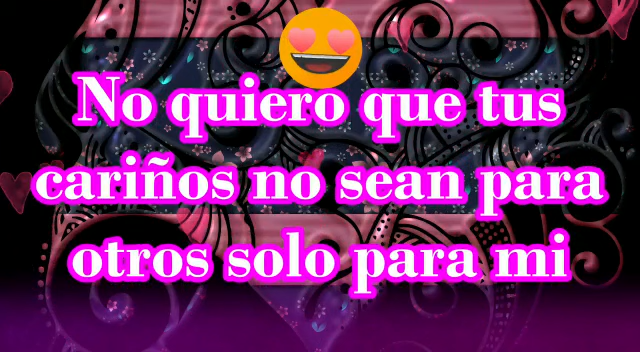 No quiero que tus
cariños no sean para
otros solo para mi